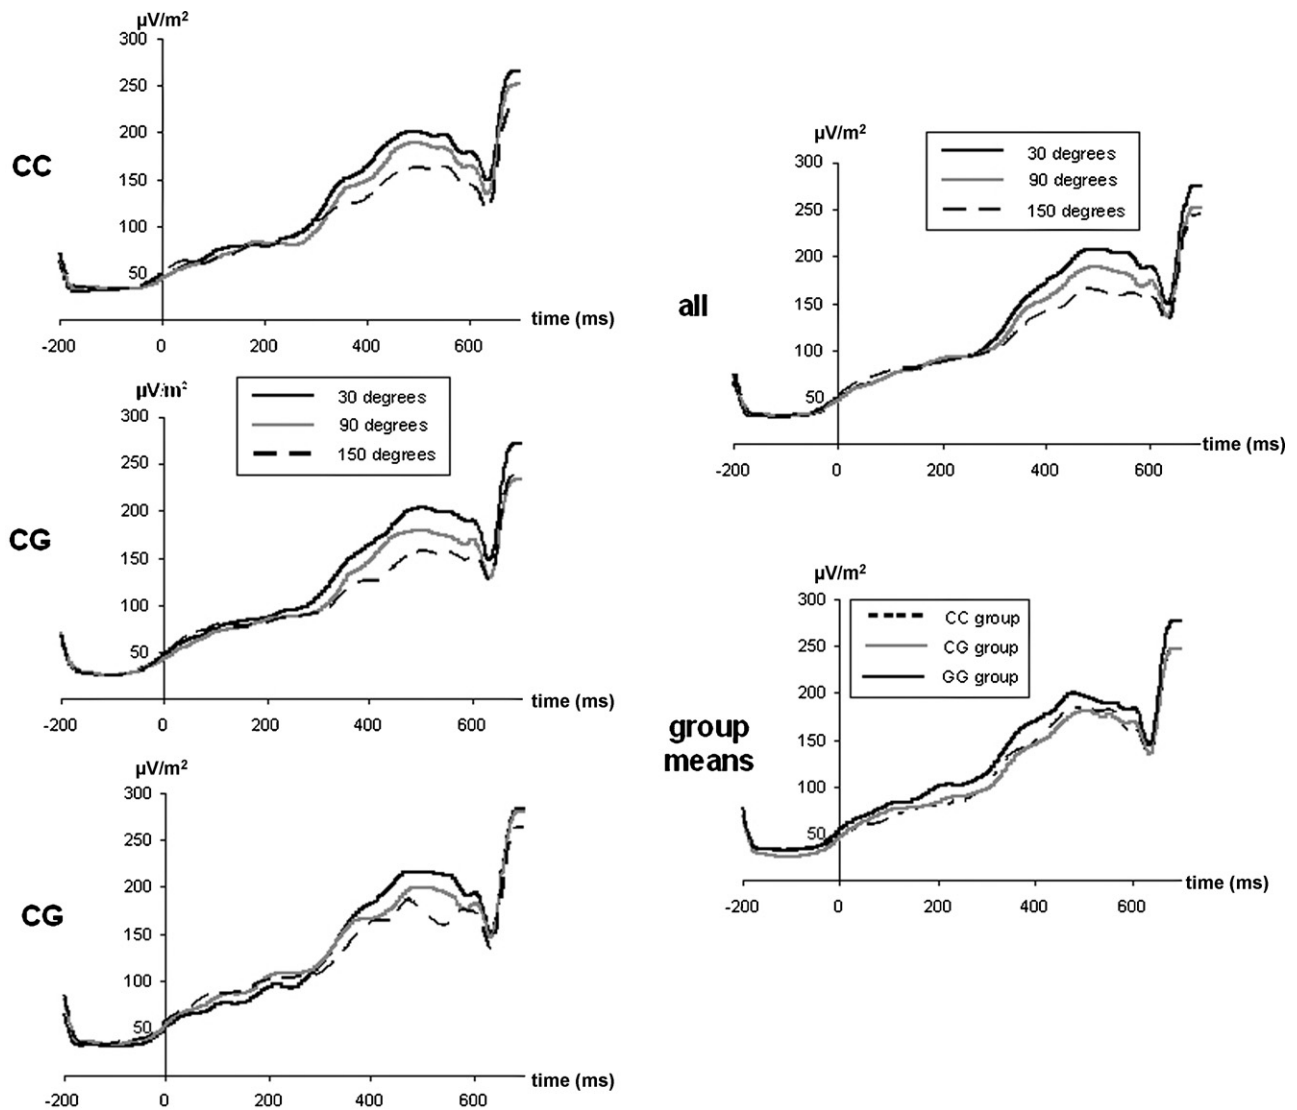 µV/m²
300
250
200
150
100
50
CC
time (ms)
-200 0 200 400 600
µV/m²
300
250
200
150
100
50
30 degrees
90 degrees
150 degrees
CG
time (ms)
-200 0 200 400 600
µV/m²
300
250
200
150
100
50
CG
time (ms)
-200 0 200 400 600
µV/m²
300
250
200
150
100
50
30 degrees
90 degrees
150 degrees
all
time (ms)
-200 0 200 400 600
µV/m²
300
250
200
150
100
50
CC group
CG group
GG group
group
means
time (ms)
-200 0 200 400 600